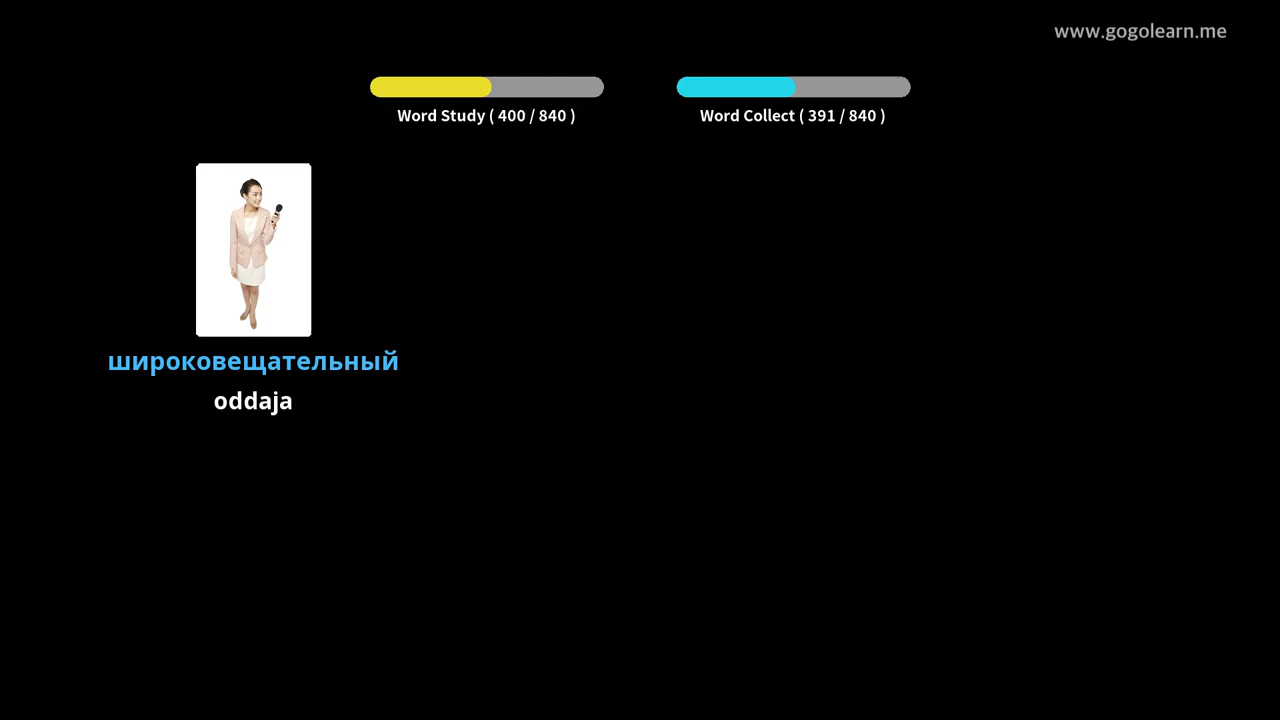 www.gogolearn.me
Word Study ( 400 / 840 )
Word Collect ( 391 / 840 )
широковещательный
oddaja